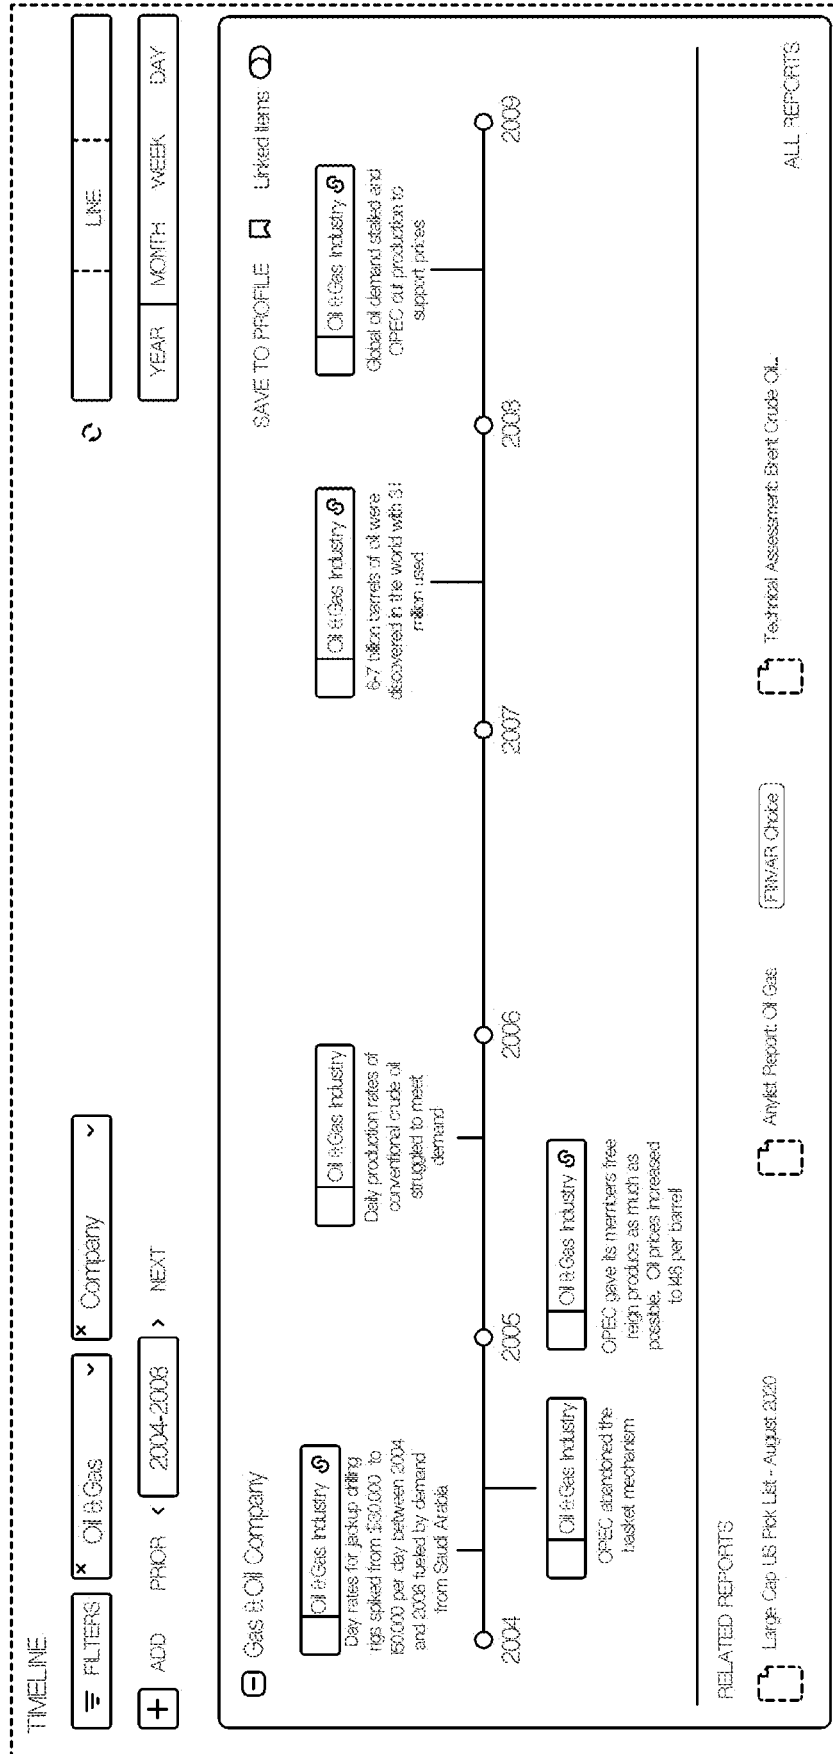 TIMELINE
FILTERS
× Oil & Gas
× Company
LINE
ADD
PRIOR < 2004-2008 > NEXT
YEAR MONTH WEEK DAY
Gas & Oil Company
SAVE TO PROFILE
Linked Items
Oil & Gas Industry
Day rates for jackup drilling
rigs spiked from $30,000 to
150,000 per day between 2004
and 2006 fueled by demand
from Saudi Arabia
Oil & Gas Industry
Daily production rates of
conventional crude oil
struggled to meet
demand
Oil & Gas Industry
6-7 billion barrels of oil were
discovered in the world with 31
million used
Oil & Gas Industry
Global oil demand stalled and
OPEC cut production to
support prices
2004
2005
2006
2007
2008
2009
Oil & Gas Industry
OPEC abandoned the
basket mechanism
Oil & Gas Industry
OPEC gave its members free
reign produce as much as
possible. Oil prices increased
to per barrel
RELATED REPORTS
ALL REPORTS
Large Cap US Pick List - August 2020
Anylist Report: Oil Gas
FINVAR Choice
Technical Assessment: Brent Crude Oil...